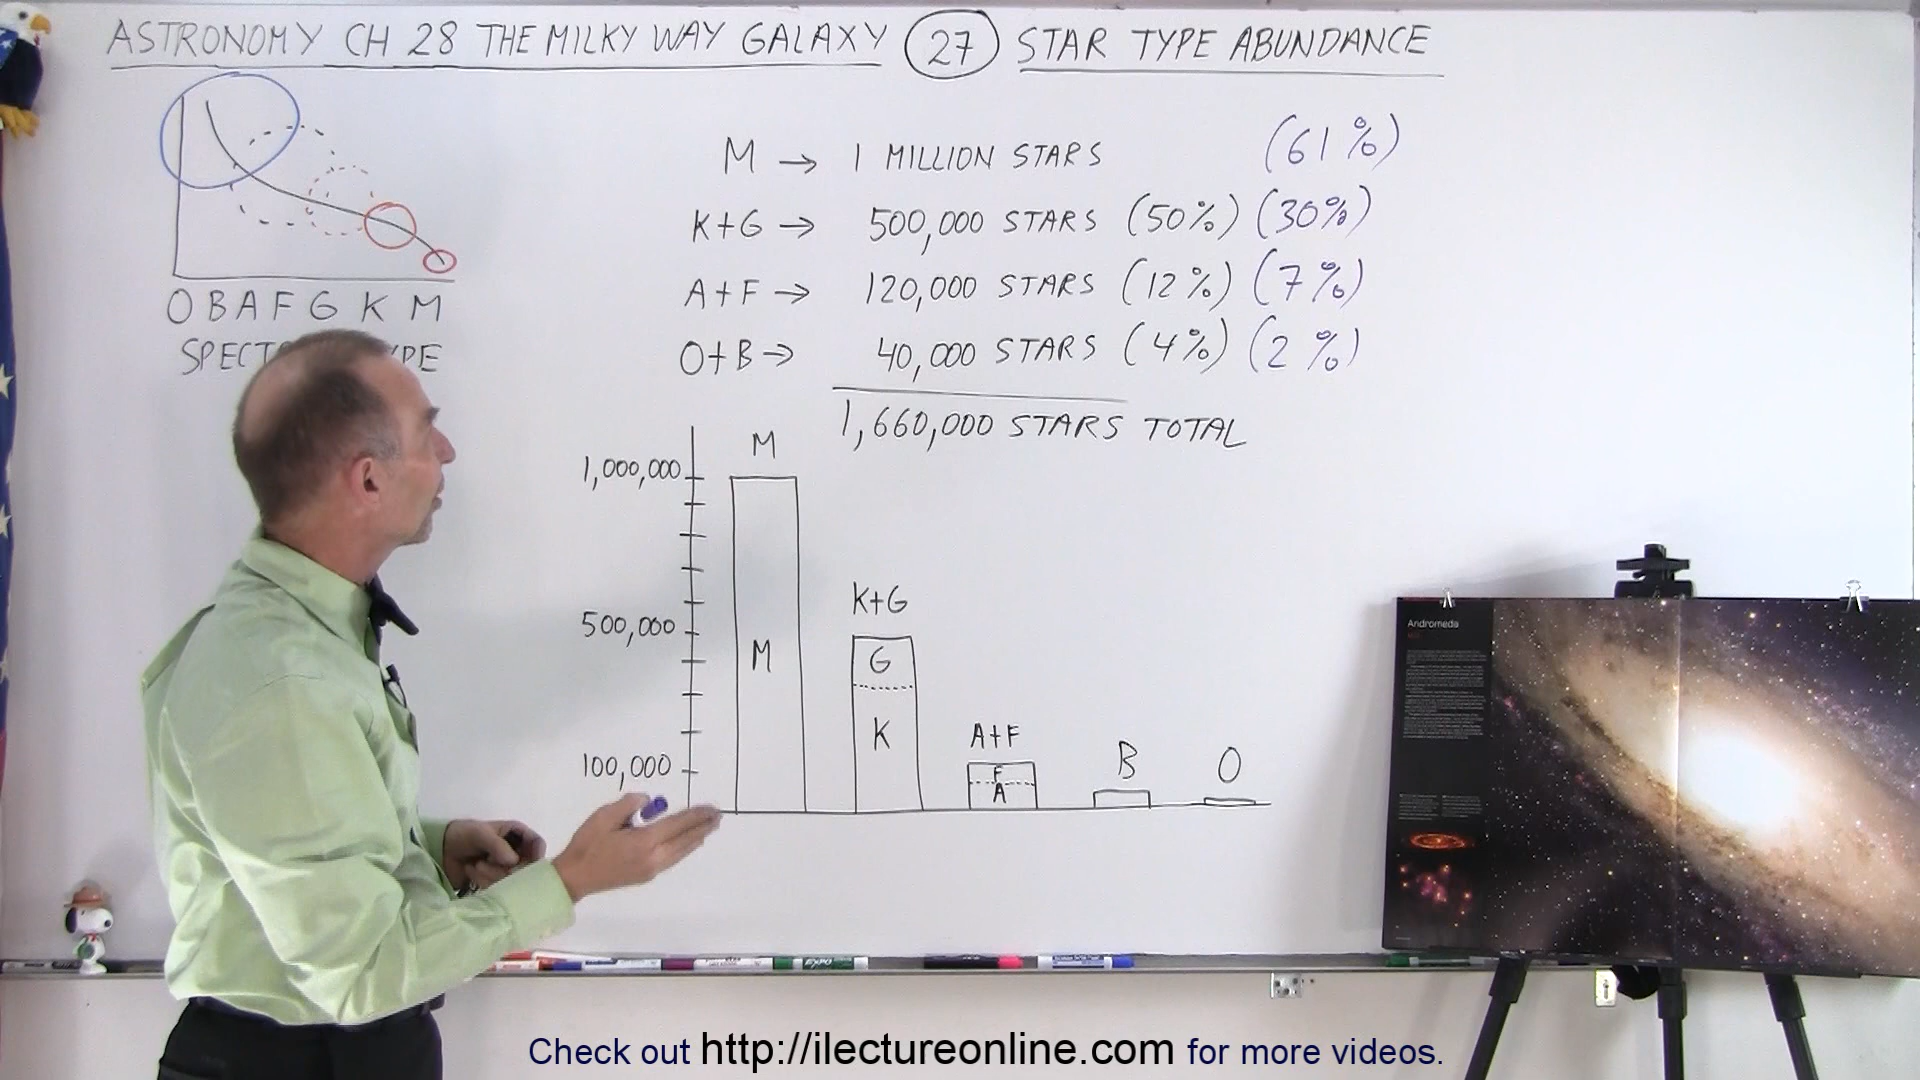 ASTRONOMY CH 28 THE MILKY WAY GALAXY 27 STAR TYPE ABUNDANCE
M → 1 MILLION STARS (61%)
K+G → 500,000 STARS (50%) (30%)
A+F → 120,000 STARS (12%) (7%)
O+B → 40,000 STARS (4%) (2%)
1,660,000 STARS TOTAL
O B A F G K M
1,000,000
500,000
100,000
M
M
K+G
G
K
A+F
F
A
B
O
Andromeda
EXPO
Check out http://ilectureonline.com for more videos.